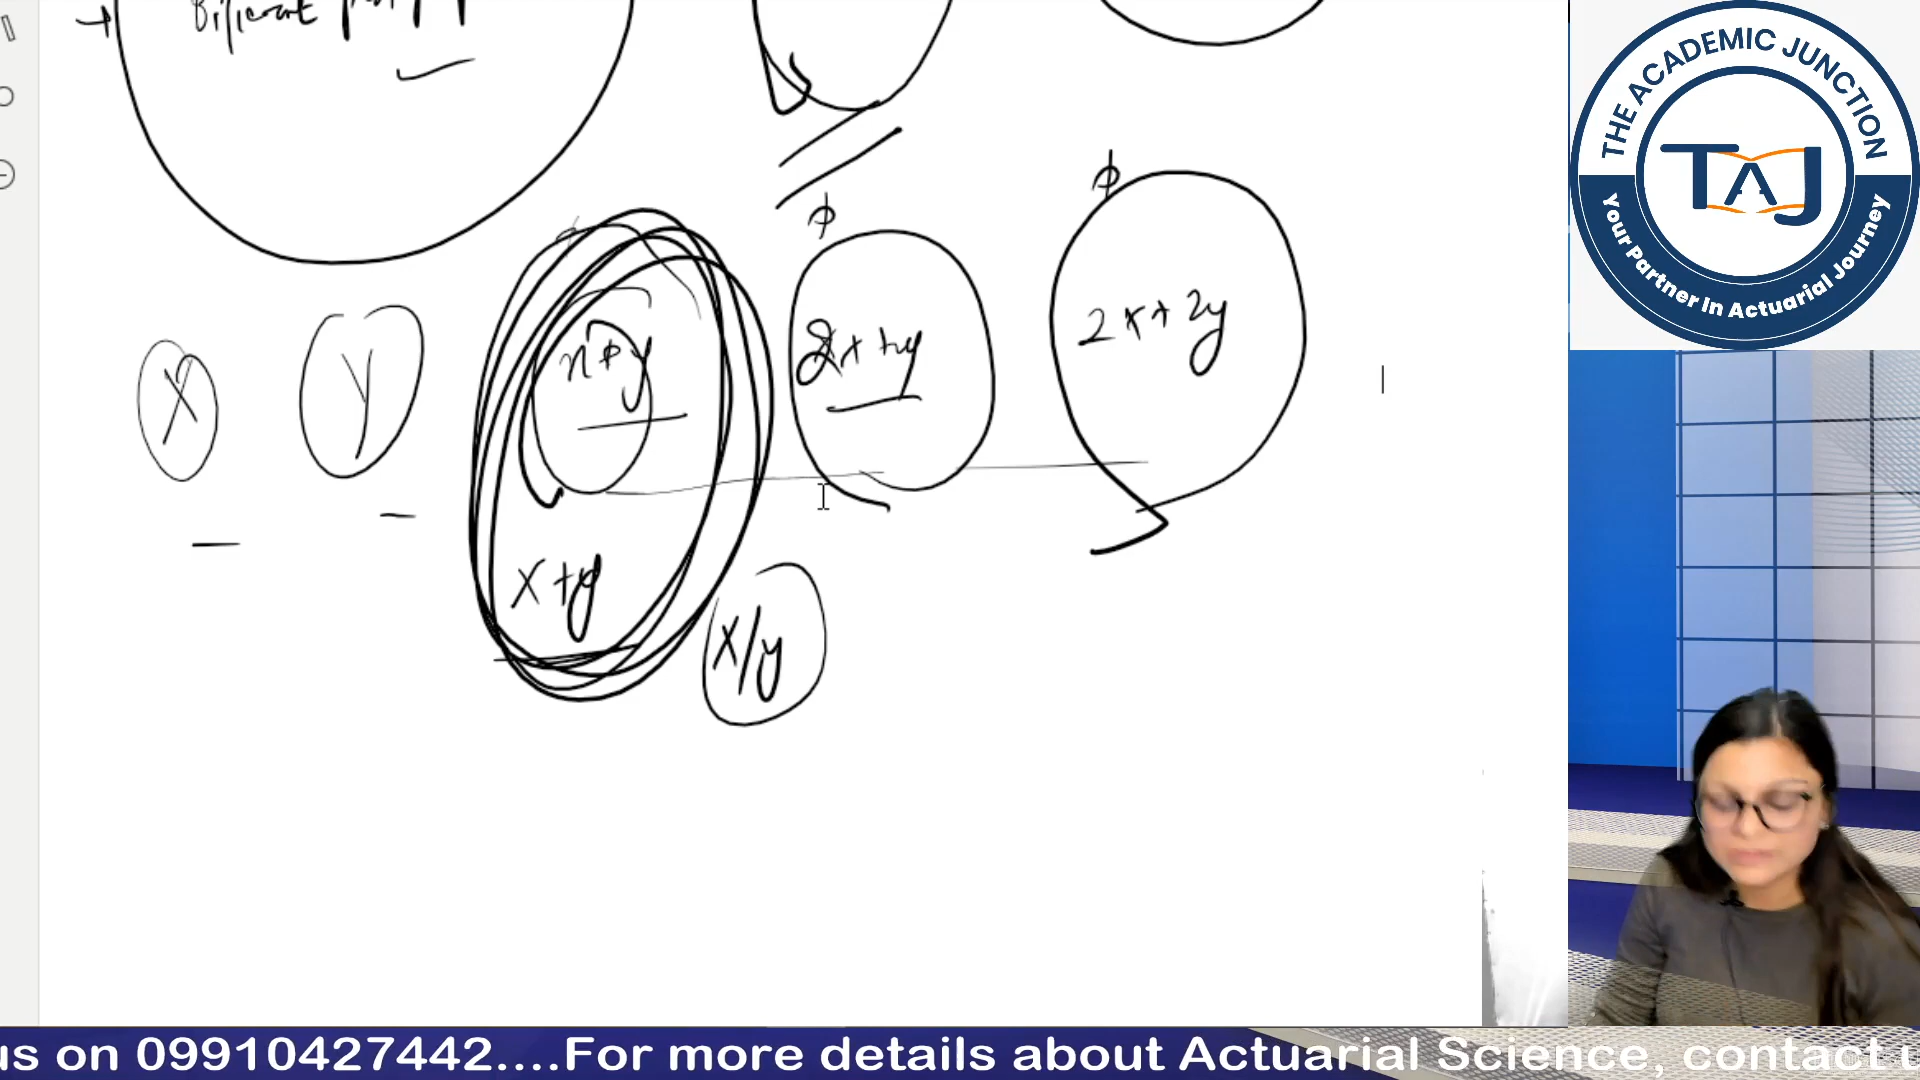 ϕ
ϕ
X
Y
x+y
2x+y
2x+2y
x+y
x/y
THE ACADEMIC JUNCTION
TAJ
Your Partner In Actuarial Journey
us on 09910427442....For more details about Actuarial Science, contact u